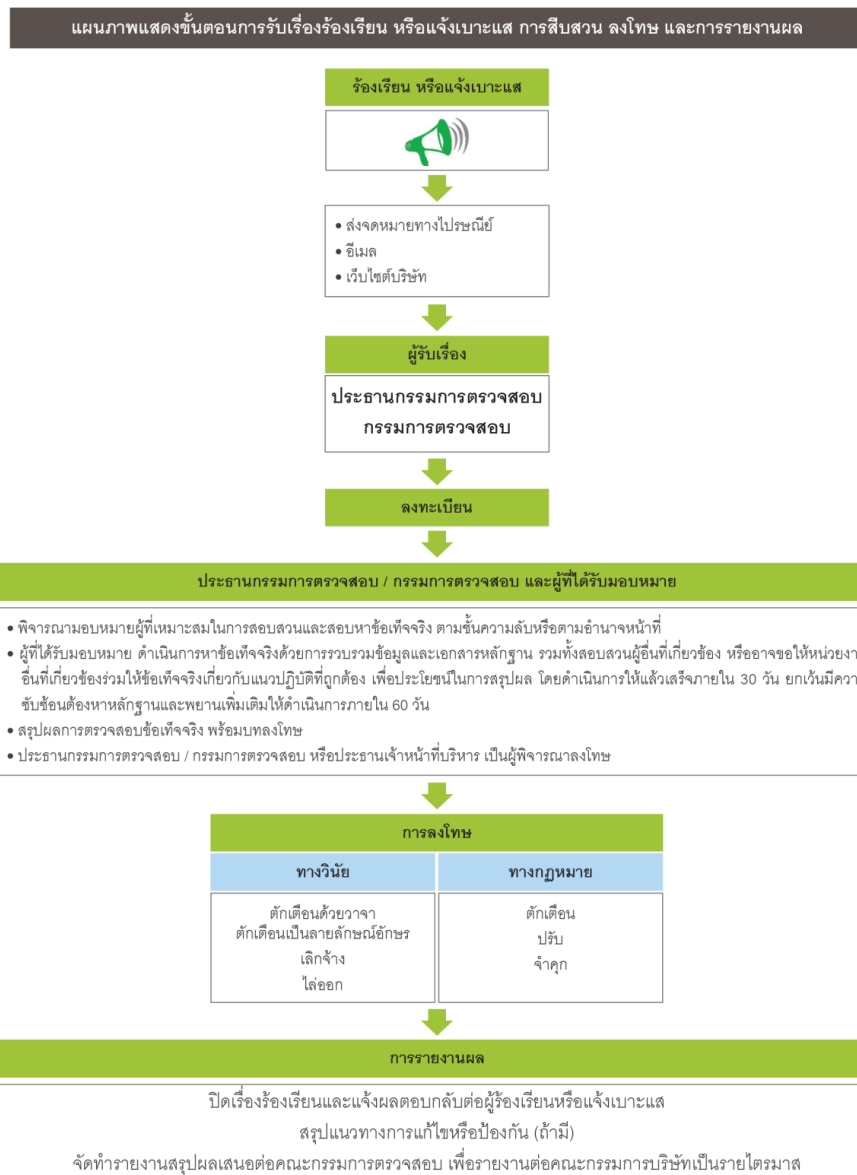 แผนภาพแสดงขั้นตอนการรับเรื่องร้องเรียน หรือแจ้งเบาะแส การสืบสวน ลงโทษ และการรายงานผล
ร้องเรียน หรือแจ้งเบาะแส
• ส่งจดหมายทางไปรษณีย์
• อีเมล
• เว็บไซต์บริษัท
ผู้รับเรื่อง
ประธานกรรมการตรวจสอบ
กรรมการตรวจสอบ
ลงทะเบียน
ประธานกรรมการตรวจสอบ / กรรมการตรวจสอบ และผู้ที่ได้รับมอบหมาย
• พิจารณามอบหมายผู้ที่เหมาะสมในการสอบสวนและสอบหาข้อเท็จจริง ตามชั้นความลับหรือตามอำนาจหน้าที่
• ผู้ที่ได้รับมอบหมาย ดำเนินการหาข้อเท็จจริงด้วยการรวบรวมข้อมูลและเอกสารหลักฐาน รวมทั้งสอบสวนผู้อื่นที่เกี่ยวข้อง หรืออาจขอให้หน่วยงา
อื่นที่เกี่ยวข้องร่วมให้ข้อเท็จจริงเกี่ยวกับแนวปฏิบัติที่ถูกต้อง เพื่อประโยชน์ในการสรุปผล โดยดำเนินการให้แล้วเสร็จภายใน 30 วัน ยกเว้นมีควา
ซับซ้อนต้องหาหลักฐานและพยานเพิ่มเติมให้ดำเนินการภายใน 60 วัน
• สรุปผลการตรวจสอบข้อเท็จจริง พร้อมบทลงโทษ
• ประธานกรรมการตรวจสอบ / กรรมการตรวจสอบ หรือประธานเจ้าหน้าที่บริหาร เป็นผู้พิจารณาลงโทษ
การลงโทษ
ทางวินัย
ตักเตือนด้วยวาจา
ตักเตือนเป็นลายลักษณ์อักษร
เลิกจ้าง
ไล่ออก
ทางกฎหมาย
ตักเตือน
ปรับ
จำคุก
การรายงานผล
ปิดเรื่องร้องเรียนและแจ้งผลตอบกลับต่อผู้ร้องเรียนหรือแจ้งเบาะแส
สรุปแนวทางการแก้ไขหรือป้องกัน (ถ้ามี)
จัดทำรายงานสรุปผลเสนอต่อคณะกรรมการตรวจสอบ เพื่อรายงานต่อคณะกรรมการบริษัทเป็นรายไตรมาส